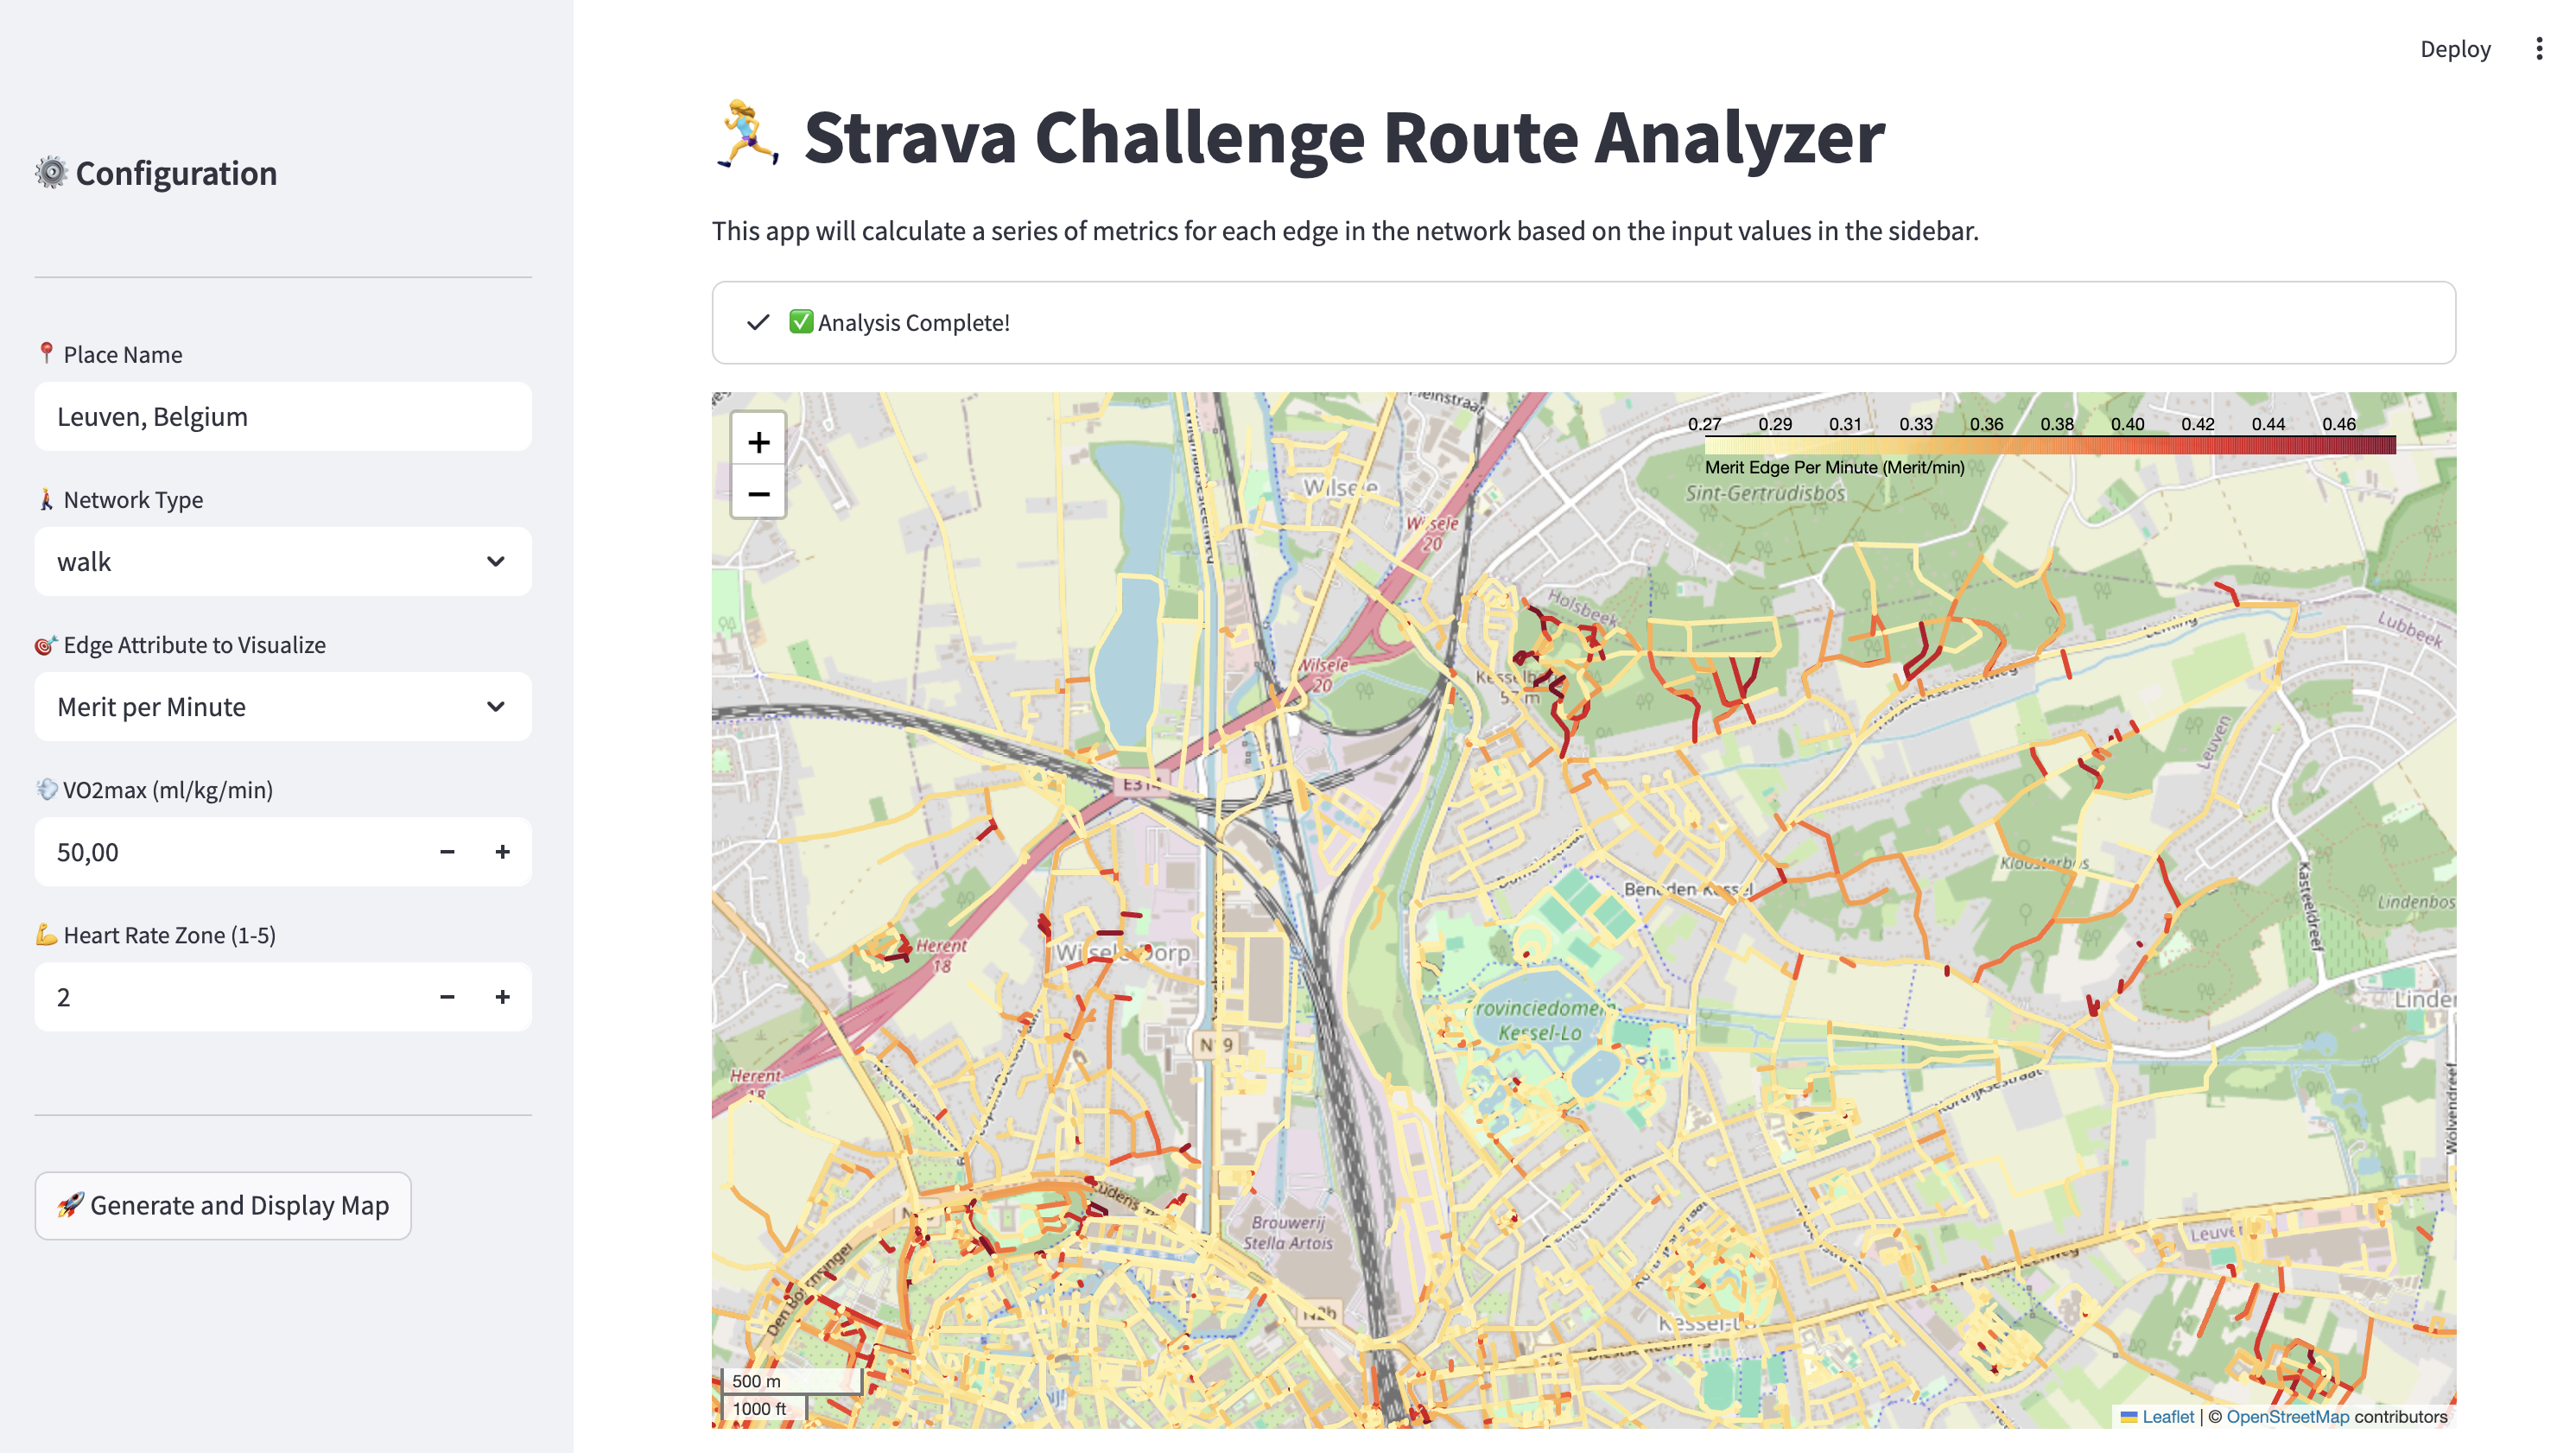 Deploy
Configuration
Place Name
Leuven, Belgium
Network Type
walk
Edge Attribute to Visualize
Merit per Minute
VO2max (ml/kg/min)
50,00
Heart Rate Zone (1-5)
2
Generate and Display Map
Strava Challenge Route Analyzer
This app will calculate a series of metrics for each edge in the network based on the input values in the sidebar.
Analysis Complete!
+
−
0.27 0.29 0.31 0.33 0.36 0.38 0.40 0.42 0.44 0.46
Merit Edge Per Minute (Merit/min)
Sint-Gertrudisbos
Wilsele
Wilsele
20
Holsbeek
Lubbeek
Wilsele
20
57 m
Leuven
E314
Kloosterbos
Beneden-Kessel
Kasteeldreef
Lindenbos
Herent
18
Wilsele-Dorp
Provinciedomein
Kessel-Lo
N19
Herent
18
Brouwerij
Stella Artois
N2b
Kessel-Lo
500 m
1000 ft
Leaflet | © OpenStreetMap contributors